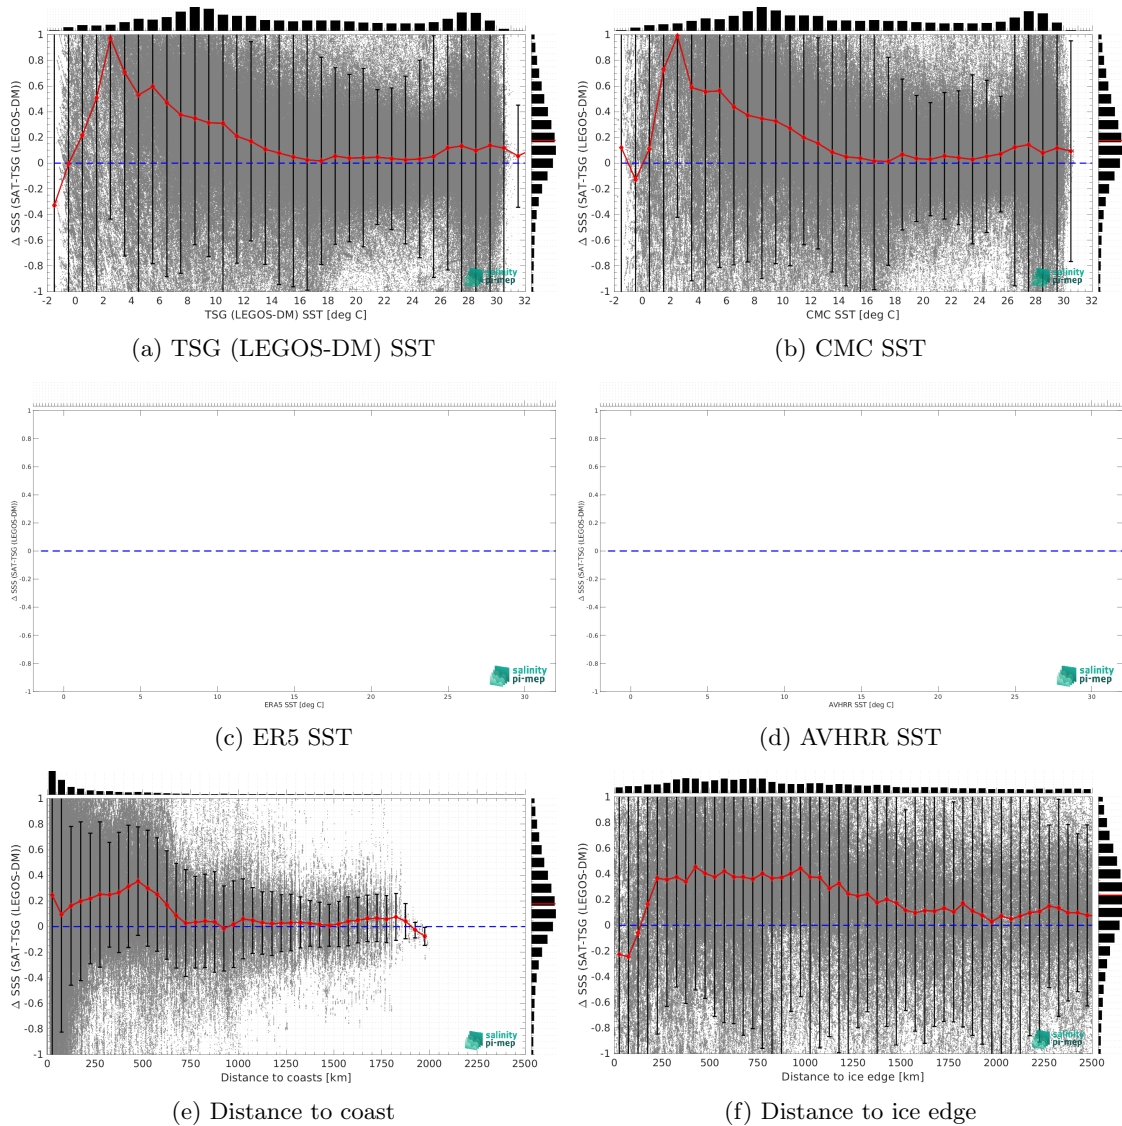 1
0.8
0.6
0.4
0.2
0
-0.2
-0.4
-0.6
-0.8
-1
Δ SSS (SAT-TSG (LEGOS-DM))
-2 0 2 4 6 8 10 12 14 16 18 20 22 24 26 28 30 32
TSG (LEGOS-DM) SST [deg C]
salinity
pi-mep
(a) TSG (LEGOS-DM) SST
1
0.8
0.6
0.4
0.2
0
-0.2
-0.4
-0.6
-0.8
-1
Δ SSS (SAT-TSG (LEGOS-DM))
-2 0 2 4 6 8 10 12 14 16 18 20 22 24 26 28 30 32
CMC SST [deg C]
salinity
pi-mep
(b) CMC SST
1
0.8
0.6
0.4
0.2
0
-0.2
-0.4
-0.6
-0.8
-1
Δ SSS (SAT-TSG (LEGOS-DM))
0 5 10 15 20 25 30
ERA5 SST [deg C]
salinity
pi-mep
(c) ER5 SST
1
0.8
0.6
0.4
0.2
0
-0.2
-0.4
-0.6
-0.8
-1
Δ SSS (SAT-TSG (LEGOS-DM))
0 5 10 15 20 25 30
AVHRR SST [deg C]
salinity
pi-mep
(d) AVHRR SST
1
0.8
0.6
0.4
0.2
0
-0.2
-0.4
-0.6
-0.8
-1
Δ SSS (SAT-TSG (LEGOS-DM))
0 250 500 750 1000 1250 1500 1750 2000 2250 2500
Distance to coasts [km]
salinity
pi-mep
(e) Distance to coast
1
0.8
0.6
0.4
0.2
0
-0.2
-0.4
-0.6
-0.8
-1
Δ SSS (SAT-TSG (LEGOS-DM))
0 250 500 750 1000 1250 1500 1750 2000 2250 2500
Distance to ice edge [km]
salinity
pi-mep
(f) Distance to ice edge